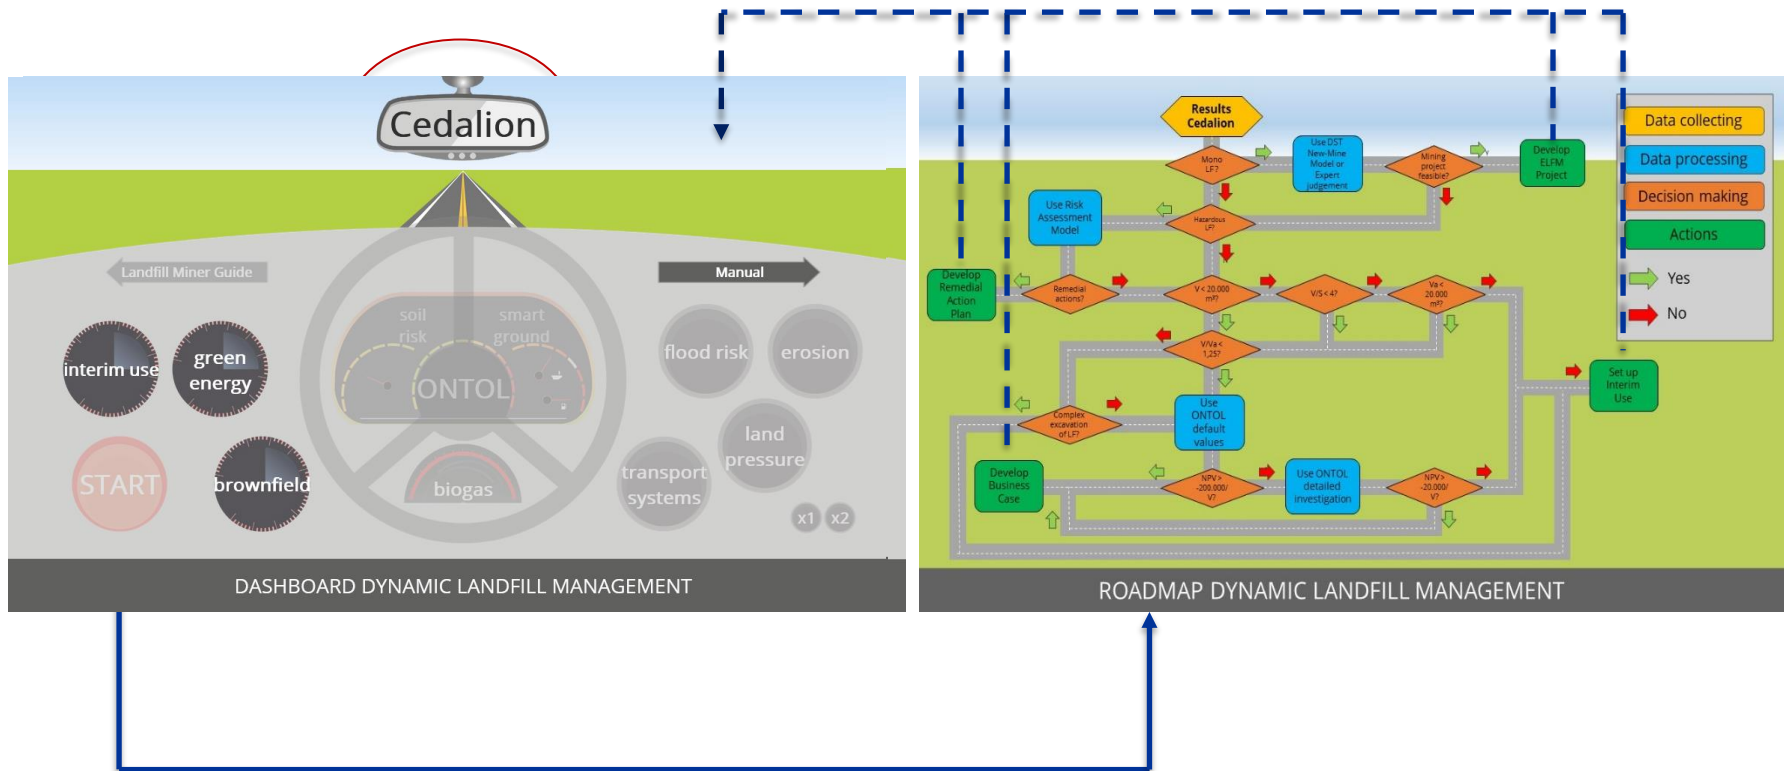 Cedalion
Landfill Miner Guide
Manual
soil
risk
smart
ground
ONTOL
interim use
green
energy
flood risk
erosion
START
brownfield
biogas
land
pressure
transport
systems
x1
x2
DASHBOARD DYNAMIC LANDFILL MANAGEMENT
Results
Cedalion
Mono
LF?
Use DST
New-Mine
Model or
Expert
judgement
Mining
project
feasible?
Develop
ELFM
Project
Use Risk
Assessment
Model
Hazardous
LF?
Develop
Remedial
Action
Plan
Remedial
actions?
V < 20.000
m³?
V/S < 4?
Va <
20.000
m³?
V/Va <
1,25?
Set up
Interim
Use
Complex
excavation
of LF?
Use
ONTOL
default
values
Develop
Business
Case
NPV >
-200.000/
V?
Use ONTOL
detailed
investigation
NPV >
-20.000/
V?
Data collecting
Data processing
Decision making
Actions
Yes
No
ROADMAP DYNAMIC LANDFILL MANAGEMENT